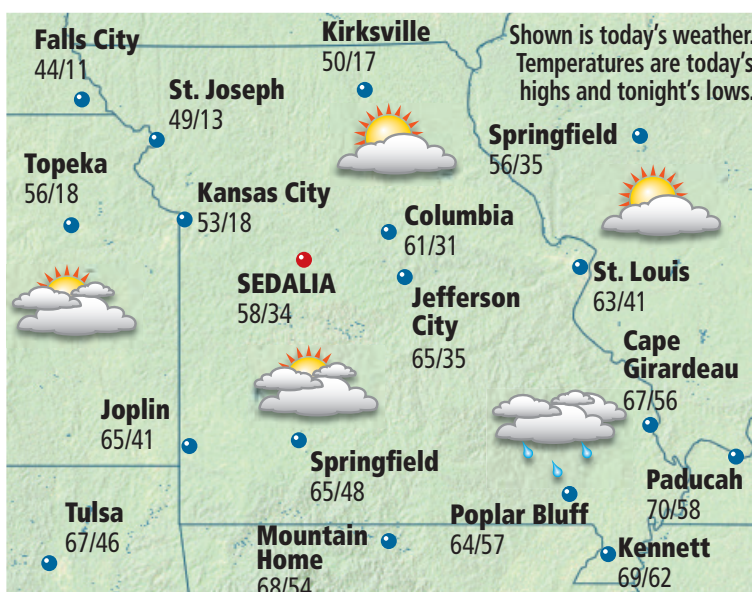 Falls City
44/11
Kirksville
50/17
Shown is today's weather.
Temperatures are today's
highs and tonight's lows.
St. Joseph
49/13
Springfield
56/35
Topeka
56/18
Kansas City
53/18
Columbia
61/31
SEDALIA
58/34
Jefferson
City
65/35
St. Louis
63/41
Cape
Girardeau
67/56
Joplin
65/41
Springfield
65/48
Poplar Bluff
64/57
Paducah
70/58
Tulsa
67/46
Mountain
Home
68/54
Kennett
69/62